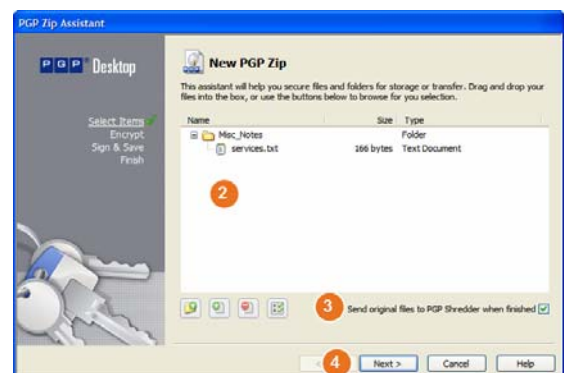 PGP Zip Assistant
PGP Desktop
Select Items
Encrypt
Sign & Save
Finish
New PGP Zip
This assistant will help you secure files and folders for storage or transfer. Drag and drop your
files into the box, or use the buttons below to browse for you selection.
Name Size Type
Misc_Notes Folder
services.txt 166 bytes Text Document
2
3 Send original files to PGP Shredder when finished
< 4 Next > Cancel Help